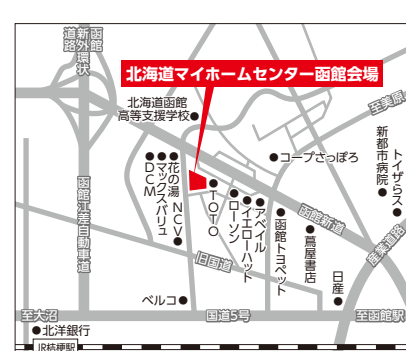 函館
新外環状
道路
北海道マイホームセンター函館会場
北海道函館
高等支援学校
至美原
トイザらス
新都市病院
コープさっぽろ
花の湯
マックスバリュ
DCM
NCV
TOTO
ローソン
イエローハット
アベイル
函館トヨペット
函館新道
蔦屋書店
日産
産業道路
函館江差自動車道
旧国道
ベルコ
至大沼
国道5号
至函館駅
北洋銀行
JR桔梗駅